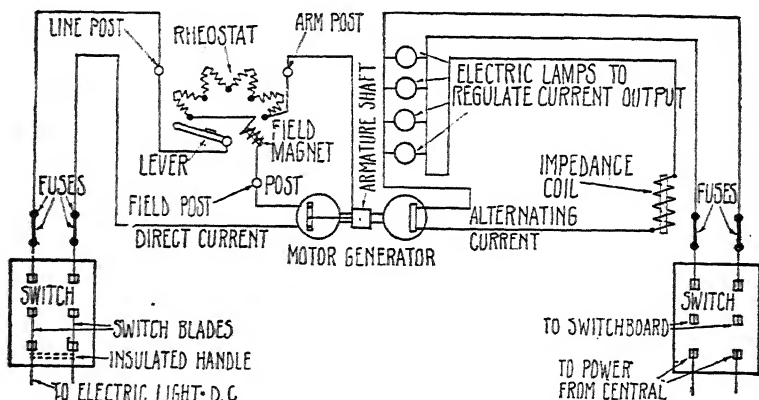 LINE POST
RHEOSTAT
ARM POST
ELECTRIC LAMPS TO
REGULATE CURRENT OUTPUT
ARMATURE SHAFT
FIELD
MAGNET
LEVER
IMPEDANCE
COIL
FUSES
POST
FUSES
FIELD POST
DIRECT CURRENT
ALTERNATING
CURRENT
MOTOR GENERATOR
SWITCH
SWITCH
SWITCH BLADES
TO SWITCHBOARD
INSULATED HANDLE
TO POWER
FROM CENTRAL
TO ELECTRIC LIGHT · D.C